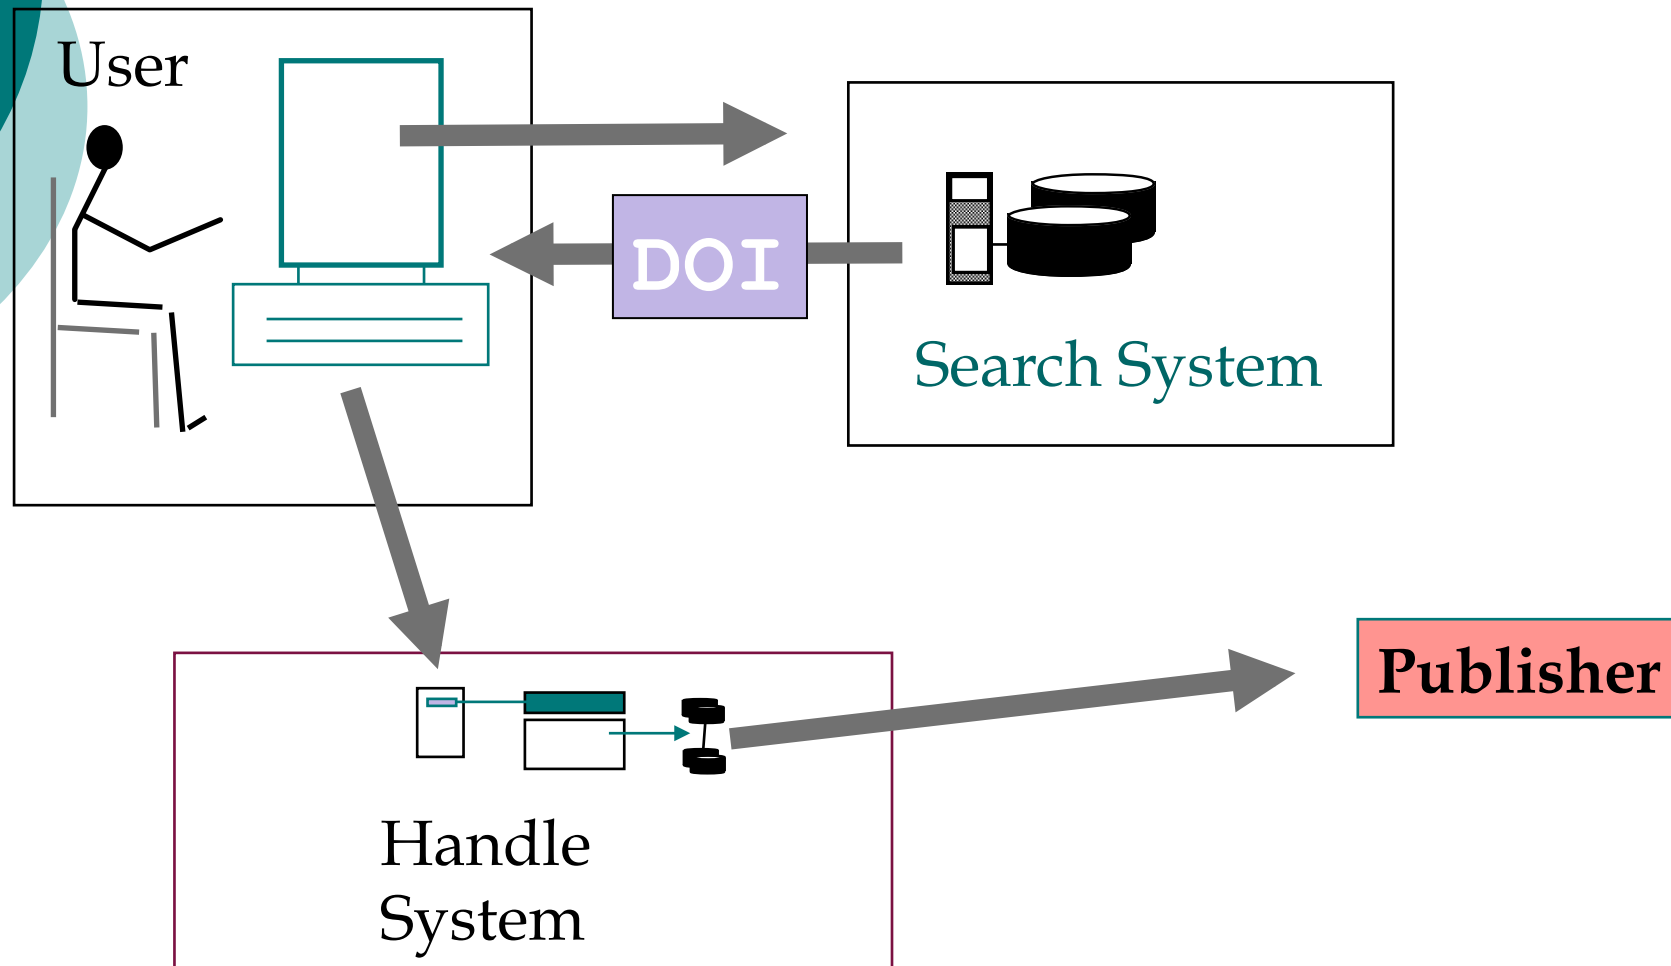 User
DOI
Search System
Publisher
Handle
System